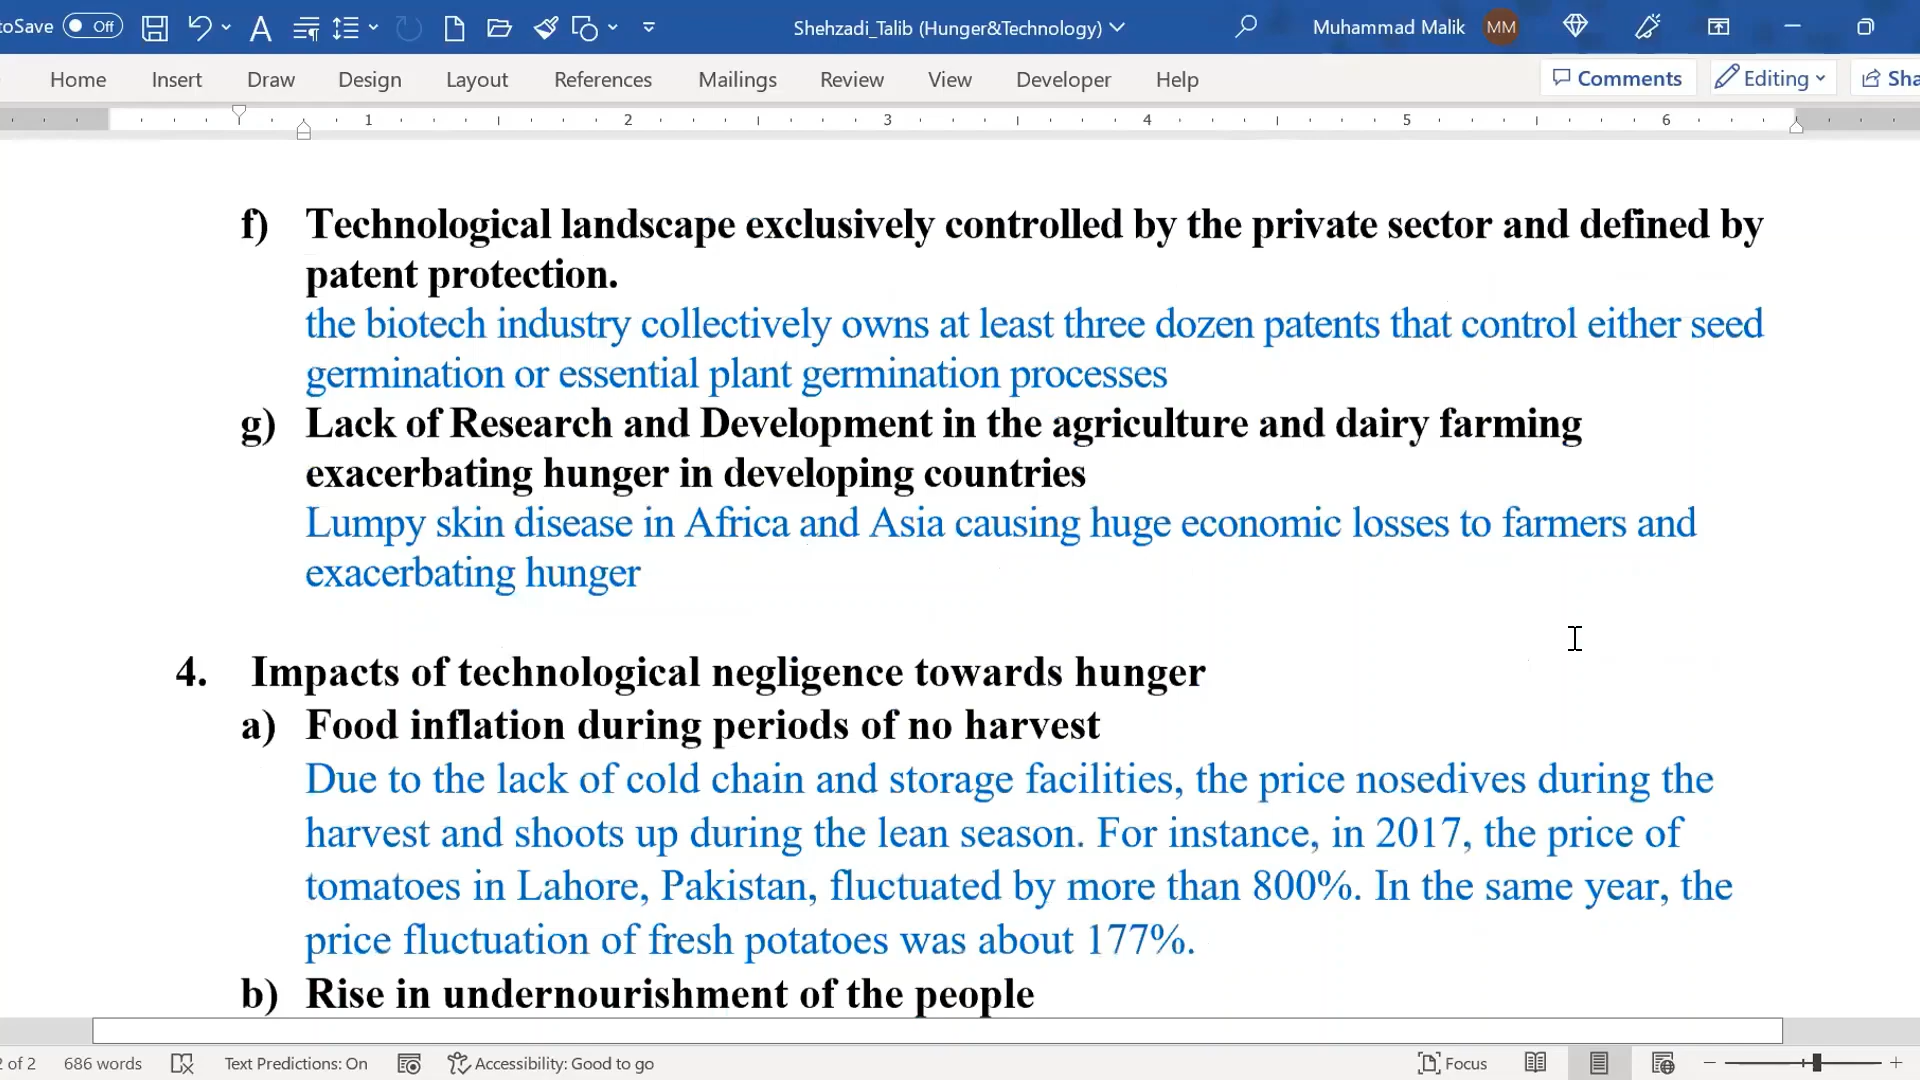 oSave Off Shehzadi_Talib (Hunger&Technology) Muhammad Malik MM
Home Insert Draw Design Layout References Mailings Review View Developer Help Comments Editing Sha
1 2 3 4 5 6
f) Technological landscape exclusively controlled by the private sector and defined by
patent protection.
the biotech industry collectively owns at least three dozen patents that control either seed
germination or essential plant germination processes
g) Lack of Research and Development in the agriculture and dairy farming
exacerbating hunger in developing countries
Lumpy skin disease in Africa and Asia causing huge economic losses to farmers and
exacerbating hunger
4. Impacts of technological negligence towards hunger
a) Food inflation during periods of no harvest
Due to the lack of cold chain and storage facilities, the price nosedives during the
harvest and shoots up during the lean season. For instance, in 2017, the price of
tomatoes in Lahore, Pakistan, fluctuated by more than 800%. In the same year, the
price fluctuation of fresh potatoes was about 177%.
b) Rise in undernourishment of the people
2 of 2 686 words Text Predictions: On Accessibility: Good to go Focus